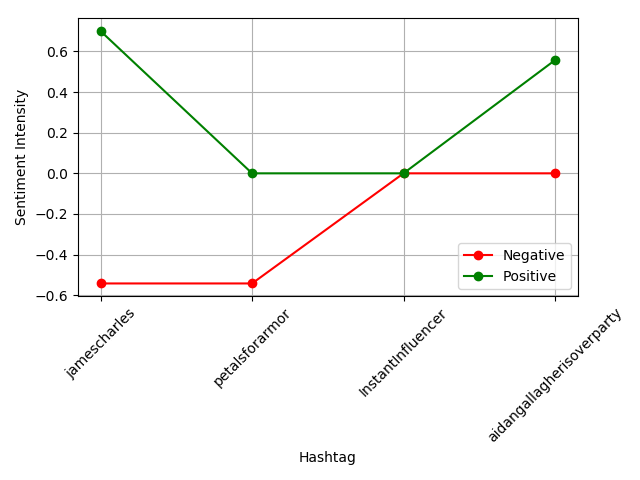 0.6
0.4
0.2
0.0
−0.2
−0.4
−0.6
Sentiment Intensity
Negative
Positive
jamescharles
petalsforarmor
InstantInfluencer
aidangallagherisoverparty
Hashtag